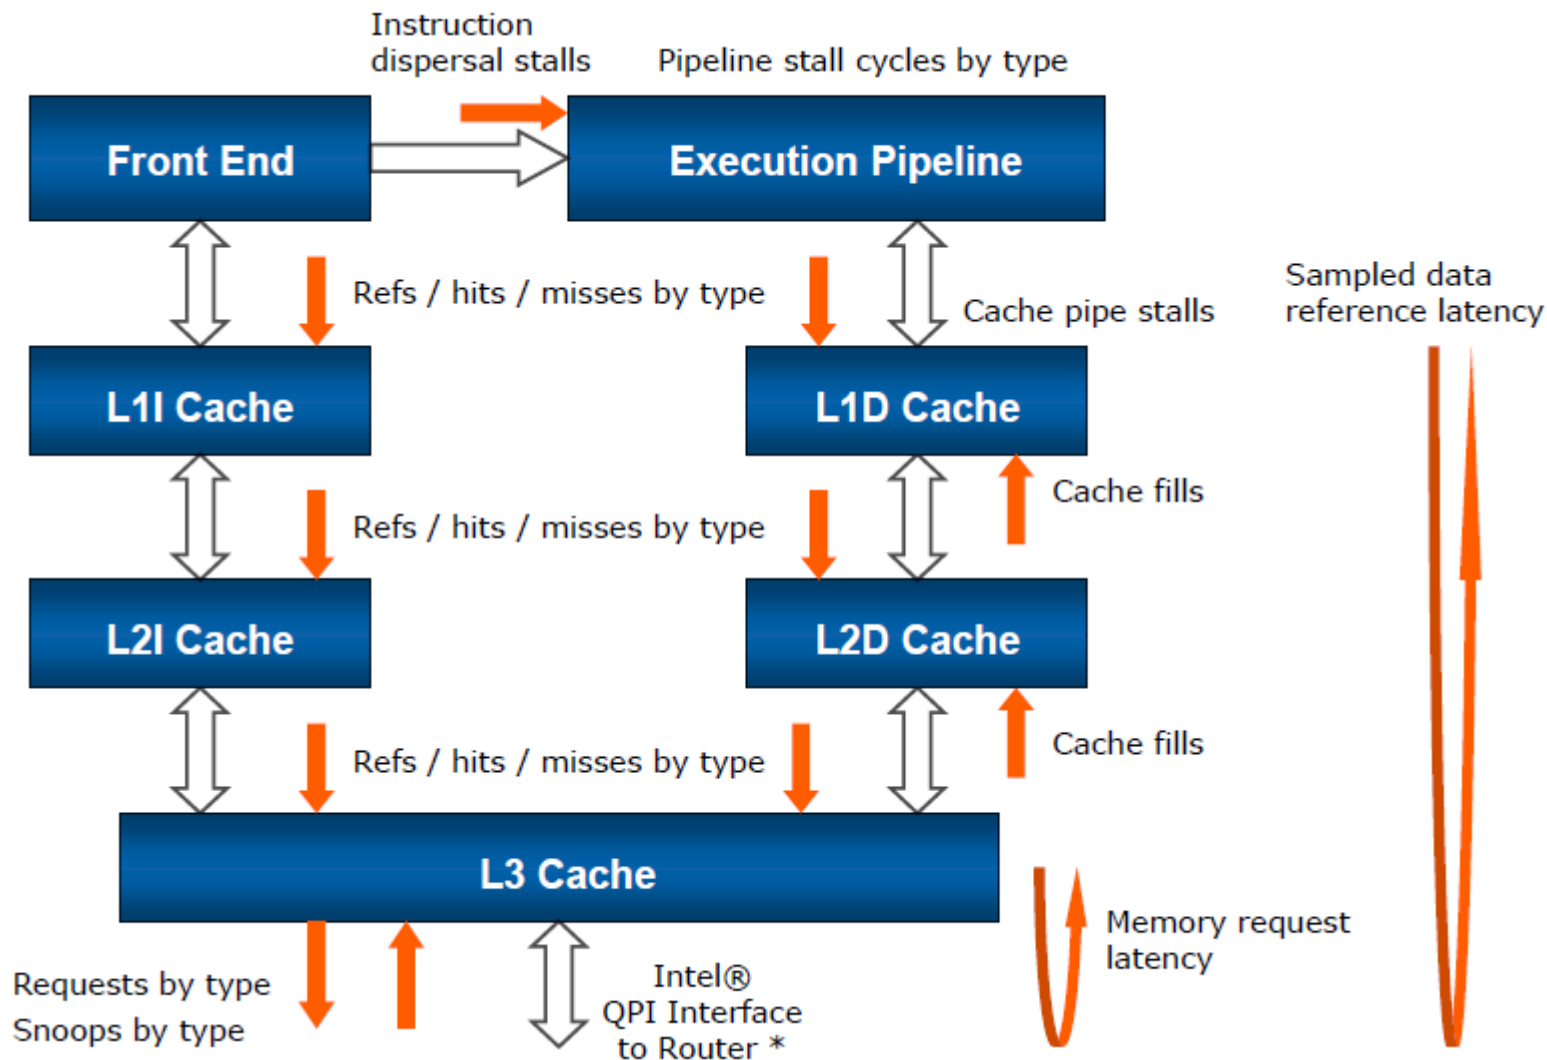 Instruction
dispersal stalls
Pipeline stall cycles by type
Front End
Execution Pipeline
Refs / hits / misses by type
Cache pipe stalls
Sampled data
reference latency
L1I Cache
L1D Cache
Refs / hits / misses by type
Cache fills
L2I Cache
L2D Cache
Refs / hits / misses by type
Cache fills
L3 Cache
Memory request
latency
Requests by type
Snoops by type
Intel®
QPI Interface
to Router *